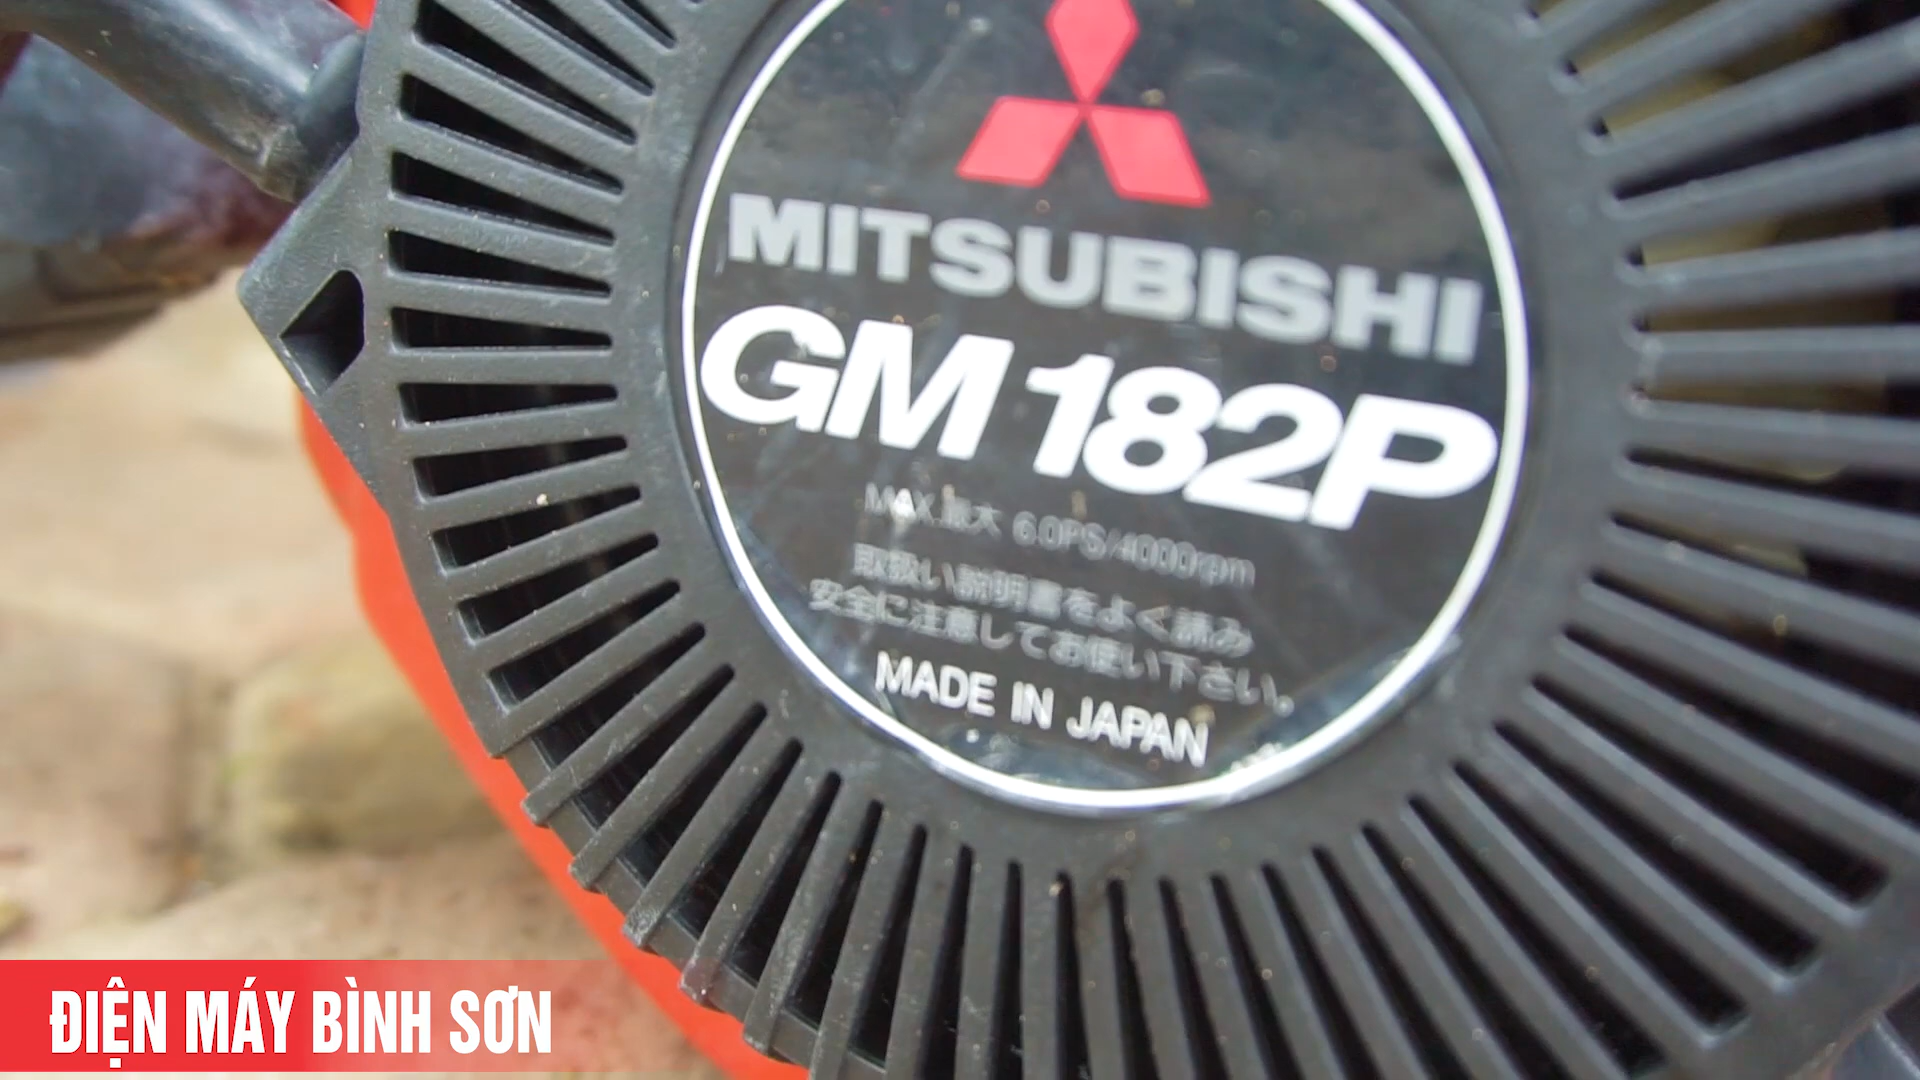 MITSUBISHI
GM182P
MAX.最大 6.0PS/4000rpm
取扱い説明書をよく読み
安全に注意してお使い下さい。
MADE IN JAPAN
ĐIỆN MÁY BÌNH SƠN